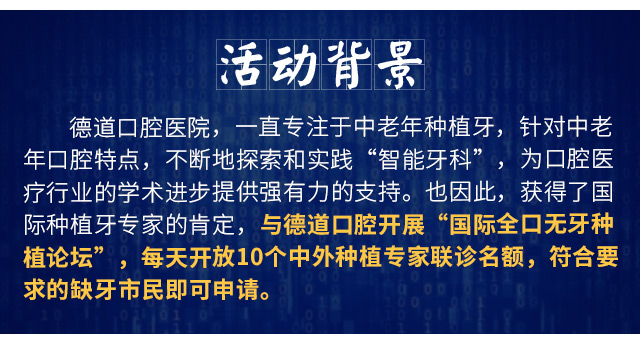 活动背景
德道口腔医院，一直专注于中老年种植牙，针对中老
年口腔特点，不断地探索和实践“智能牙科”，为口腔医
疗行业的学术进步提供强有力的支持。也因此，获得了国
际种植牙专家的肯定，与德道口腔开展“国际全口无牙种
植论坛”，每天开放10个中外种植专家联诊名额，符合要
求的缺牙市民即可申请。